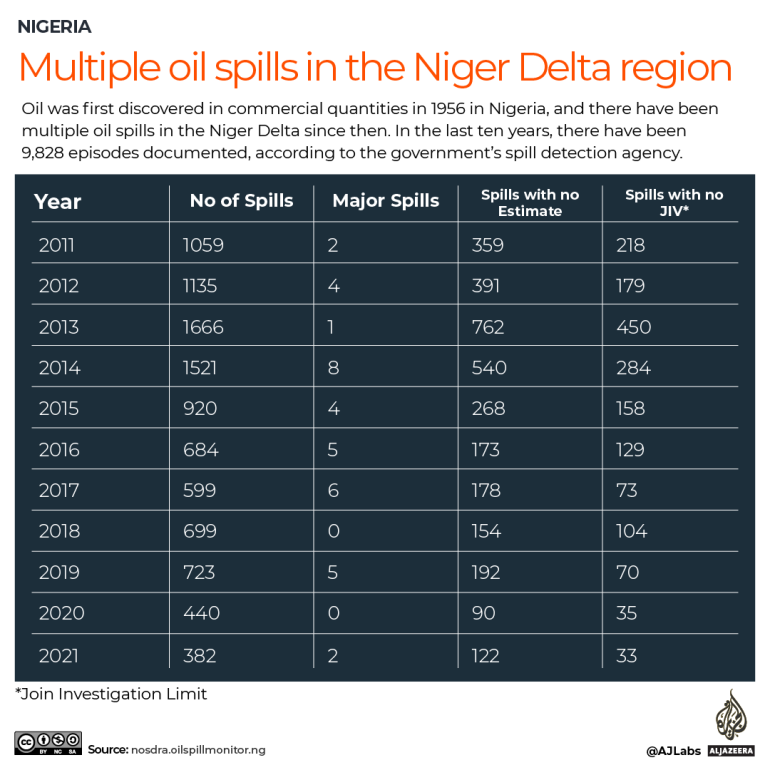 NIGERIA
Multiple oil spills in the Niger Delta region
Oil was first discovered in commercial quantities in 1956 in Nigeria, and there have been
multiple oil spills in the Niger Delta since then. In the last ten years, there have been
9,828 episodes documented, according to the government's spill detection agency.
Year No of Spills Major Spills Spills with no Estimate Spills with no JIV*
2011 1059 2 359 218
2012 1135 4 391 179
2013 1666 1 762 450
2014 1521 8 540 284
2015 920 4 268 158
2016 684 5 173 129
2017 599 6 178 73
2018 699 0 154 104
2019 723 5 192 70
2020 440 0 90 35
2021 382 2 122 33
*Join Investigation Limit
cc BY NC SA Source: nosdra.oilspillmonitor.ng @AJLabs ALJAZEERA